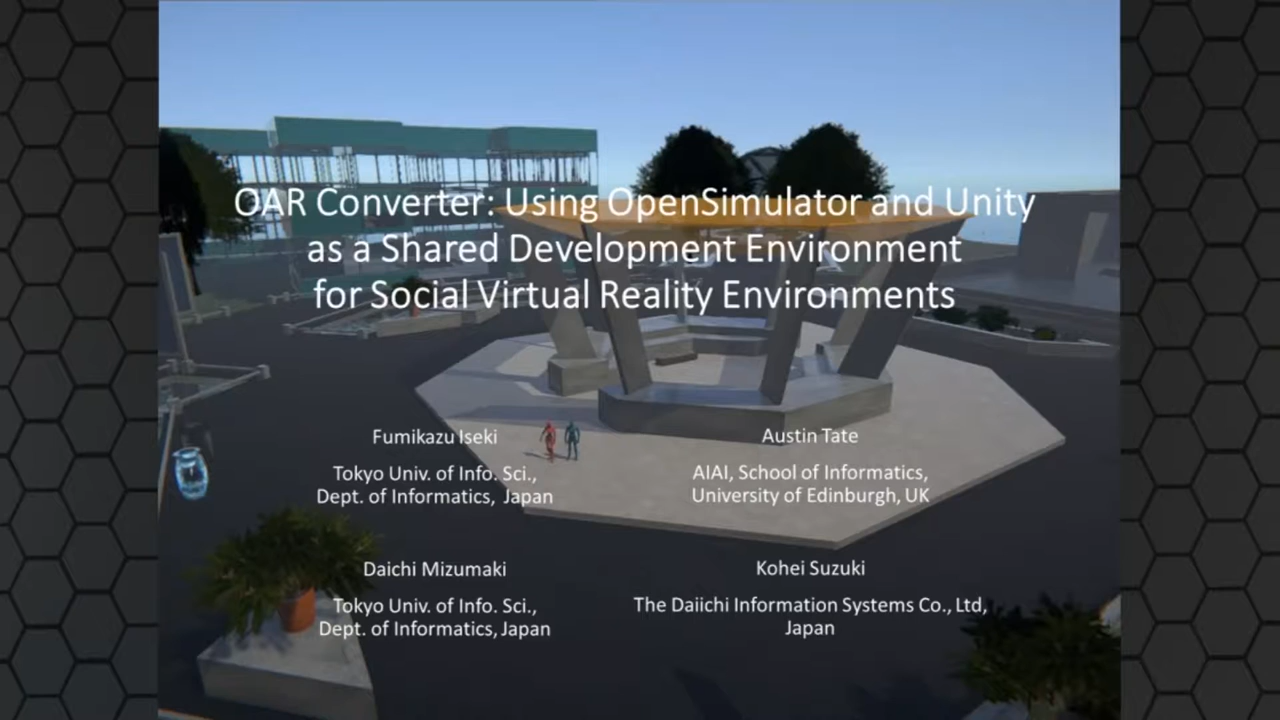 OAR Converter: Using OpenSimulator and Unity
as a Shared Development Environment
for Social Virtual Reality Environments
Fumikazu Iseki
Tokyo Univ. of Info. Sci.,
Dept. of Informatics, Japan
Austin Tate
AIAI, School of Informatics,
University of Edinburgh, UK
Daichi Mizumaki
Tokyo Univ. of Info. Sci.,
Dept. of Informatics, Japan
Kohei Suzuki
The Daiichi Information Systems Co., Ltd,
Japan